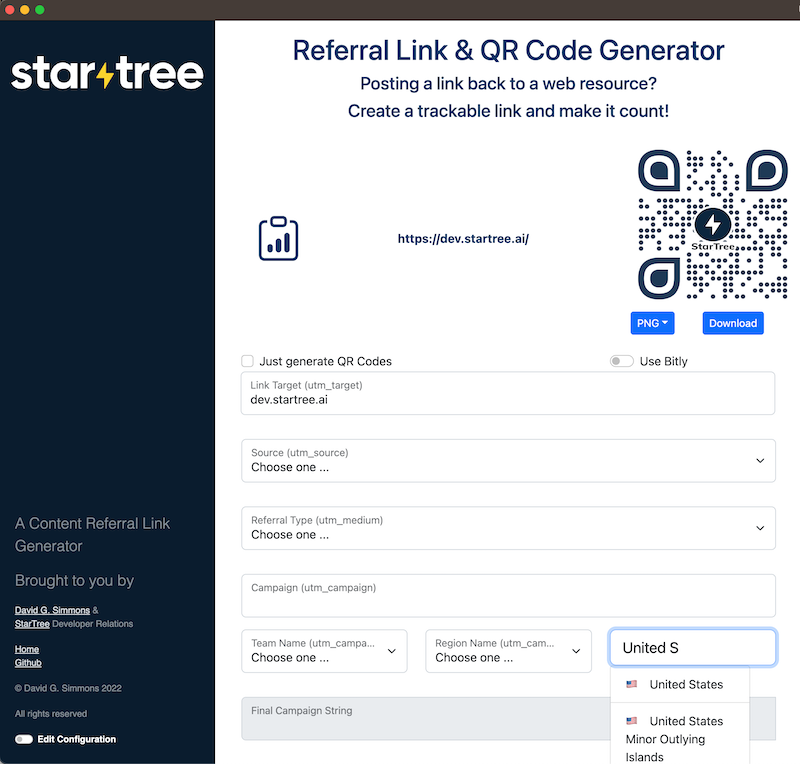 star tree
Referral Link & QR Code Generator
Posting a link back to a web resource?
Create a trackable link and make it count!
https://dev.startree.ai/
StarTree
PNG
Download
Just generate QR Codes
Use Bitly
Link Target (utm_target)
dev.startree.ai
Source (utm_source)
Choose one ...
Referral Type (utm_medium)
Choose one ...
Campaign (utm_campaign)
Team Name (utm_campa...
Choose one ...
Region Name (utm_cam...
Choose one ...
United S
United States
United States
Minor Outlying
Islands
Final Campaign String
A Content Referral Link
Generator
Brought to you by
David G. Simmons &
StarTree Developer Relations
Home
Github
© David G. Simmons 2022
All rights reserved
Edit Configuration